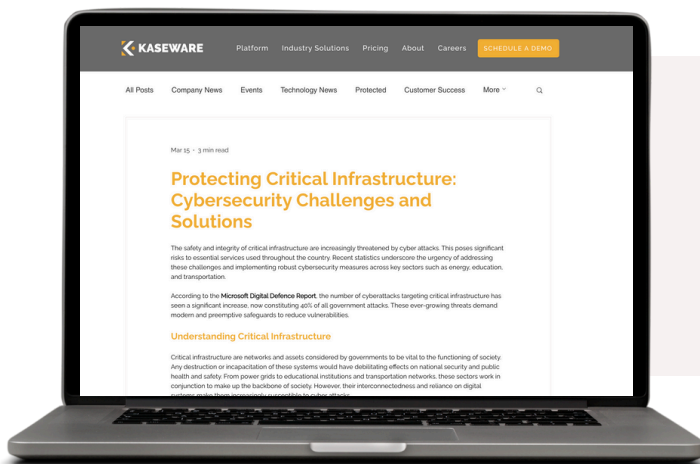 KASEWARE
Platform Industry Solutions Pricing About Careers SCHEDULE A DEMO
All Posts Company News Events Technology News Protected Customer Success More
Mar 15 · 3 min read
Protecting Critical Infrastructure:
Cybersecurity Challenges and
Solutions
The safety and integrity of critical infrastructure are increasingly threatened by cyber attacks. This poses significant
risks to essential services used throughout the country. Recent statistics underscore the urgency of addressing
these challenges and implementing robust cybersecurity measures across key sectors such as energy, education,
and transportation.
According to the Microsoft Digital Defence Report, the number of cyberattacks targeting critical infrastructure has
seen a significant increase, now constituting 40% of all government attacks. These ever-growing threats demand
modern and preemptive safeguards to reduce vulnerabilities.
Understanding Critical Infrastructure
Critical infrastructure are networks and assets considered by governments to be vital to the functioning of society.
Any destruction or incapacitation of these systems would have debilitating effects on national security and public
health and safety. From power grids to educational institutions and transportation networks, these sectors work in
conjunction to make up the backbone of society. However, their interconnectedness and reliance on digital
systems make them increasingly susceptible to cyber attacks.